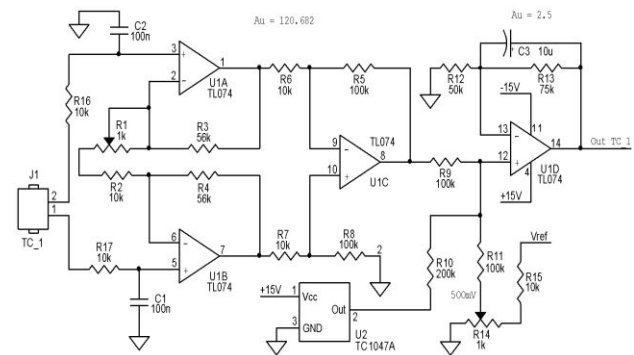 C2
100n
Au = 120.682
Au = 2.5
3
2
1
U1A
TL074
R6
10k
R5
100k
R12
50k
C3
10u
R13
75k
-15V
11
R16
10k
R1
1k
R3
56k
R2
10k
R4
56k
9
10
8
TL074
U1C
R9
100k
13
12
14
4
U1D
TL074
+15V
Out TC_1
J1
2
1
TC_1
R17
10k
6
5
7
U1B
TL074
C1
100n
R7
10k
R8
100k
2
R10
200k
R11
100k
Vref
R15
10k
500mV
R14
1k
+15V
1
Vcc
Out
2
3
GND
U2
TC1047A